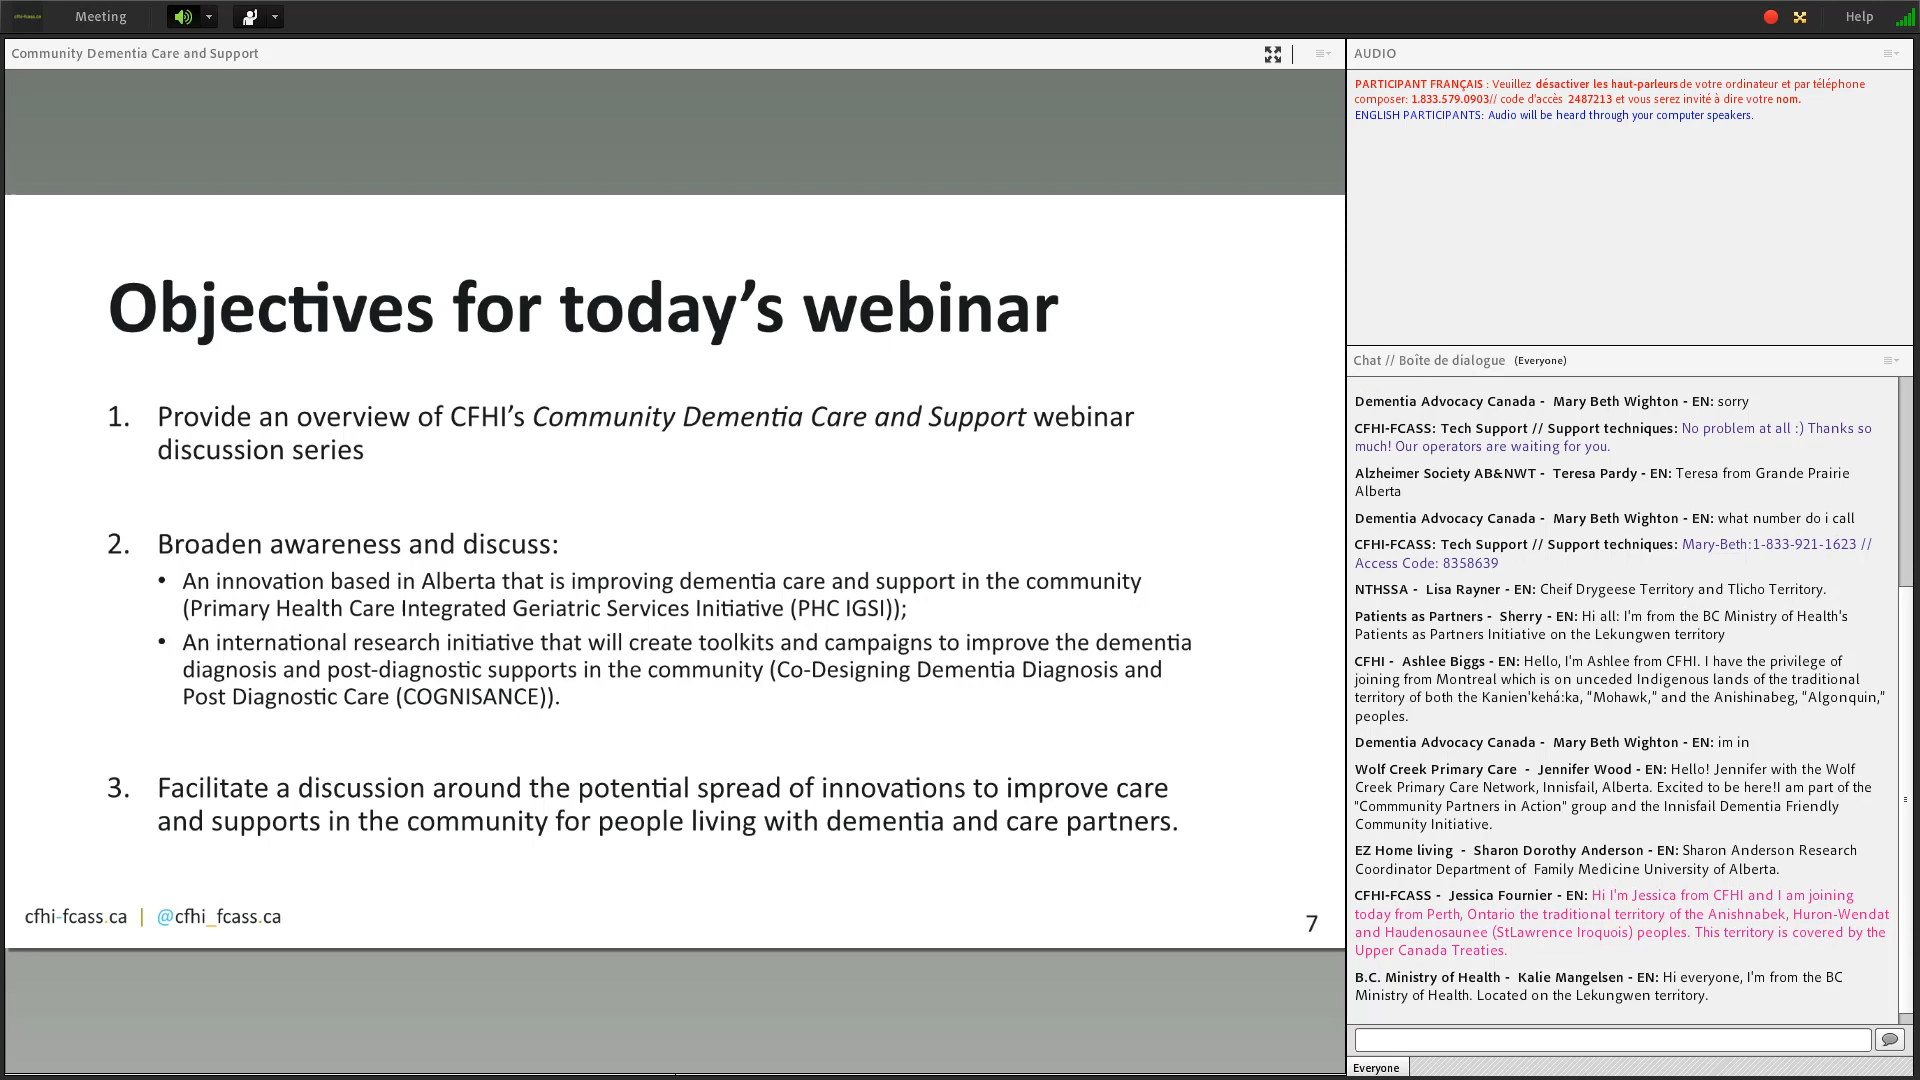 cfhi-fcass.ca
Meeting
Help
Community Dementia Care and Support
Objectives for today’s webinar
1. Provide an overview of CFHI’s Community Dementia Care and Support webinar
discussion series
2. Broaden awareness and discuss:
• An innovation based in Alberta that is improving dementia care and support in the community
(Primary Health Care Integrated Geriatric Services Initiative (PHC IGSI));
• An international research initiative that will create toolkits and campaigns to improve the dementia
diagnosis and post-diagnostic supports in the community (Co-Designing Dementia Diagnosis and
Post Diagnostic Care (COGNISANCE)).
3. Facilitate a discussion around the potential spread of innovations to improve care
and supports in the community for people living with dementia and care partners.
cfhi-fcass.ca | @cfhi_fcass.ca
7
AUDIO
PARTICIPANT FRANÇAIS : Veuillez désactiver les haut-parleurs de votre ordinateur et par téléphone
composer: 1.833.579.0903// code d'accès 2487213 et vous serez invité à dire votre nom.
ENGLISH PARTICIPANTS: Audio will be heard through your computer speakers.
Chat // Boîte de dialogue (Everyone)
Dementia Advocacy Canada - Mary Beth Wighton - EN: sorry
CFHI-FCASS: Tech Support // Support techniques: No problem at all :) Thanks so
much! Our operators are waiting for you.
Alzheimer Society AB&NWT - Teresa Pardy - EN: Teresa from Grande Prairie
Alberta
Dementia Advocacy Canada - Mary Beth Wighton - EN: what number do i call
CFHI-FCASS: Tech Support // Support techniques: Mary-Beth:1-833-921-1623 //
Access Code: 8358639
NTHSSA - Lisa Rayner - EN: Cheif Drygeese Territory and Tlicho Territory.
Patients as Partners - Sherry - EN: Hi all: I'm from the BC Ministry of Health's
Patients as Partners Initiative on the Lekungwen territory
CFHI - Ashlee Biggs - EN: Hello, I'm Ashlee from CFHI. I have the privilege of
joining from Montreal which is on unceded Indigenous lands of the traditional
territory of both the Kanien'kehá:ka, “Mohawk,” and the Anishinabeg, “Algonquin,”
peoples.
Dementia Advocacy Canada - Mary Beth Wighton - EN: im in
Wolf Creek Primary Care - Jennifer Wood - EN: Hello! Jennifer with the Wolf
Creek Primary Care Network, Innisfail, Alberta. Excited to be here!I am part of the
"Commmunity Partners in Action" group and the Innisfail Dementia Friendly
Community Initiative.
EZ Home living - Sharon Dorothy Anderson - EN: Sharon Anderson Research
Coordinator Department of Family Medicine University of Alberta.
CFHI-FCASS - Jessica Fournier - EN: Hi I'm Jessica from CFHI and I am joining
today from Perth, Ontario the traditional territory of the Anishnabek, Huron-Wendat
and Haudenosaunee (StLawrence Iroquois) peoples. This territory is covered by the
Upper Canada Treaties.
B.C. Ministry of Health - Kalie Mangelsen - EN: Hi everyone, I'm from the BC
Ministry of Health. Located on the Lekungwen territory.
Everyone